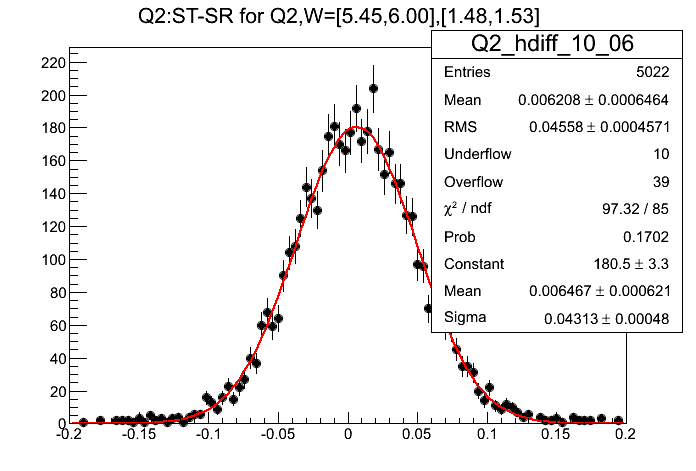 Q2:ST-SR for Q2,W=[5.45,6.00],[1.48,1.53]
Q2_hdiff_10_06
Entries 5022
Mean 0.006208 ± 0.0006464
RMS 0.04558 ± 0.0004571
Underflow 10
Overflow 39
χ² / ndf 97.32 / 85
Prob 0.1702
Constant 180.5 ± 3.3
Mean 0.006467 ± 0.000621
Sigma 0.04313 ± 0.00048
220
200
180
160
140
120
100
80
60
40
20
0
-0.2 -0.15 -0.1 -0.05 0 0.05 0.1 0.15 0.2